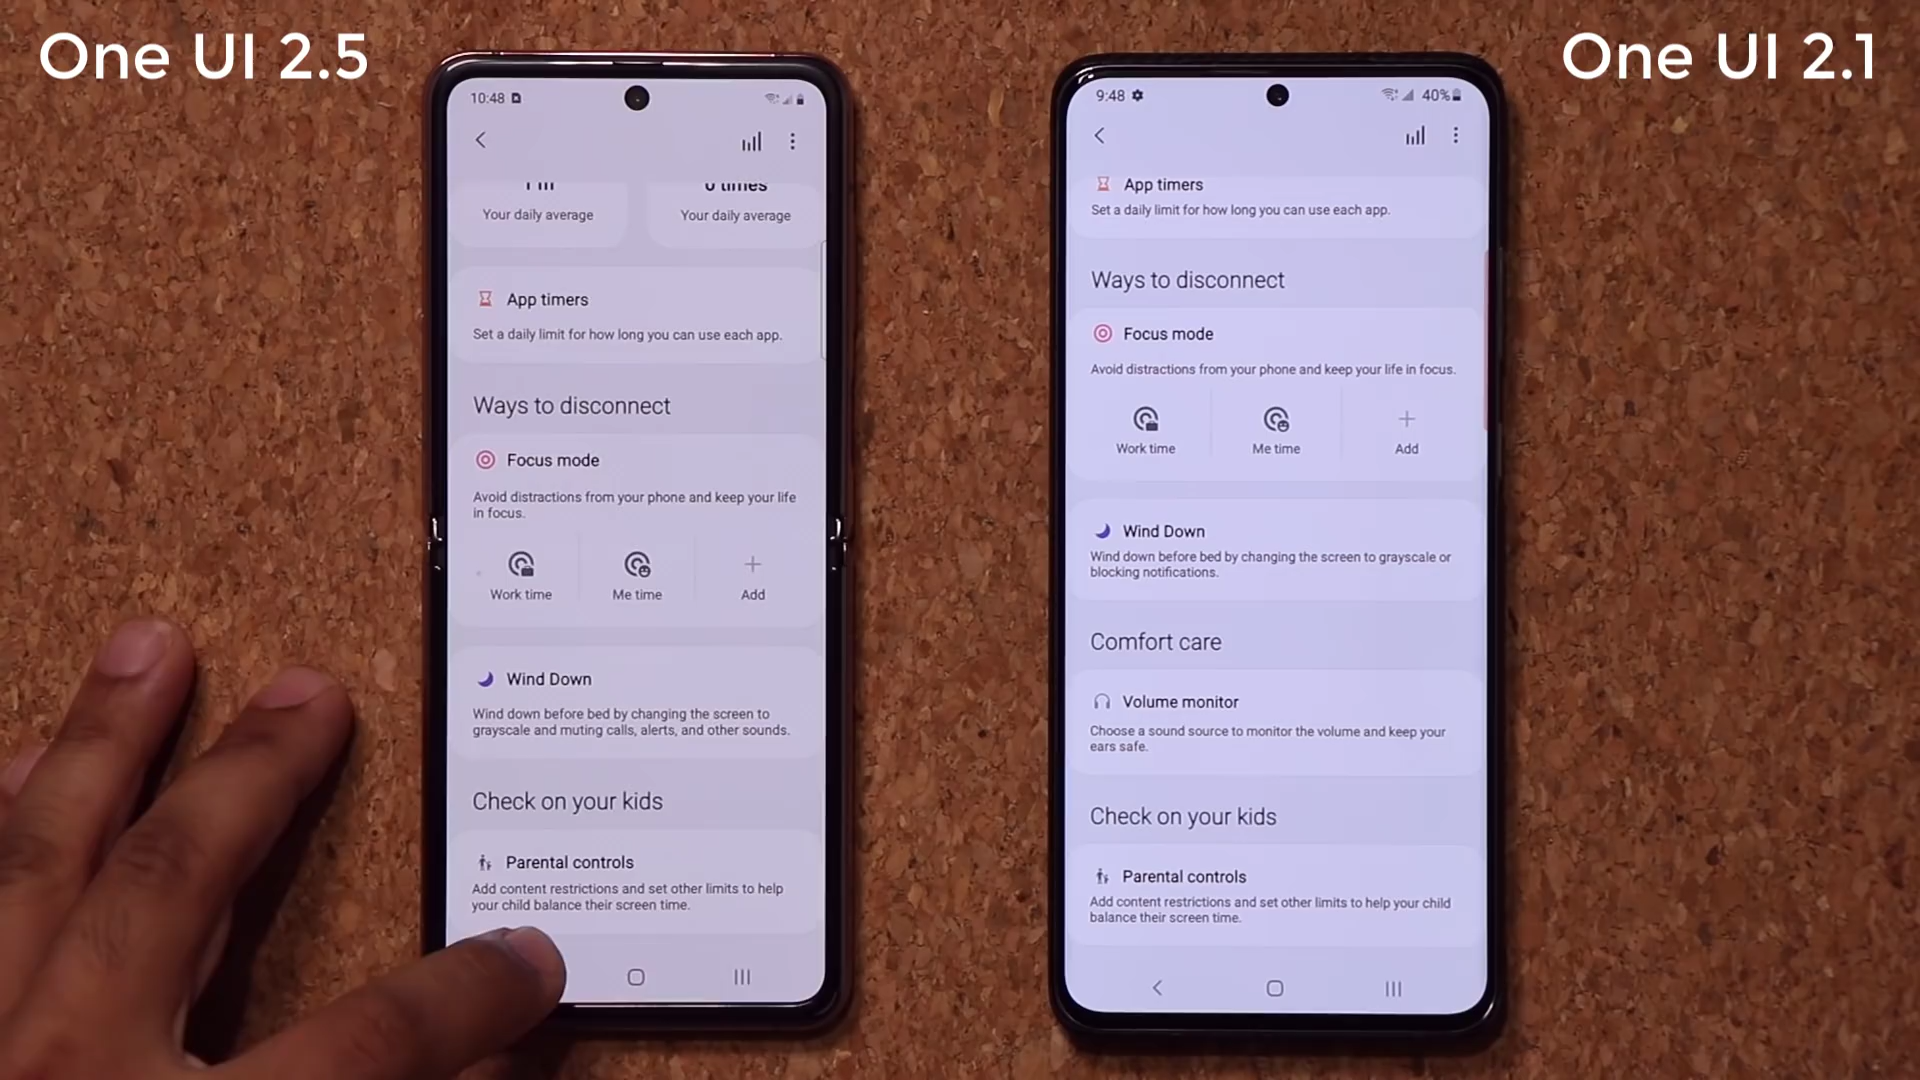 One UI 2.5
One UI 2.1
10:48
times
Your daily average
Your daily average
App timers
Set a daily limit for how long you can use each app.
Ways to disconnect
Focus mode
Avoid distractions from your phone and keep your life
in focus.
Work time
Me time
Add
Wind Down
Wind down before bed by changing the screen to
grayscale and muting calls, alerts, and other sounds.
Check on your kids
Parental controls
Add content restrictions and set other limits to help
your child balance their screen time.
9:48
40%
App timers
Set a daily limit for how long you can use each app.
Ways to disconnect
Focus mode
Avoid distractions from your phone and keep your life in focus.
Work time
Me time
Add
Wind Down
Wind down before bed by changing the screen to grayscale or
blocking notifications.
Comfort care
Volume monitor
Choose a sound source to monitor the volume and keep your
ears safe.
Check on your kids
Parental controls
Add content restrictions and set other limits to help your child
balance their screen time.